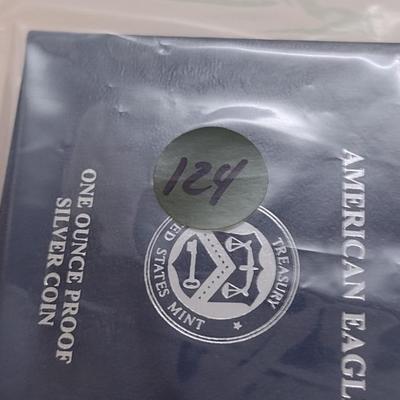 AMERICAN EAGL
124
TREASURY
ED STATES MINT
ONE OUNCE PROOF
SILVER COIN